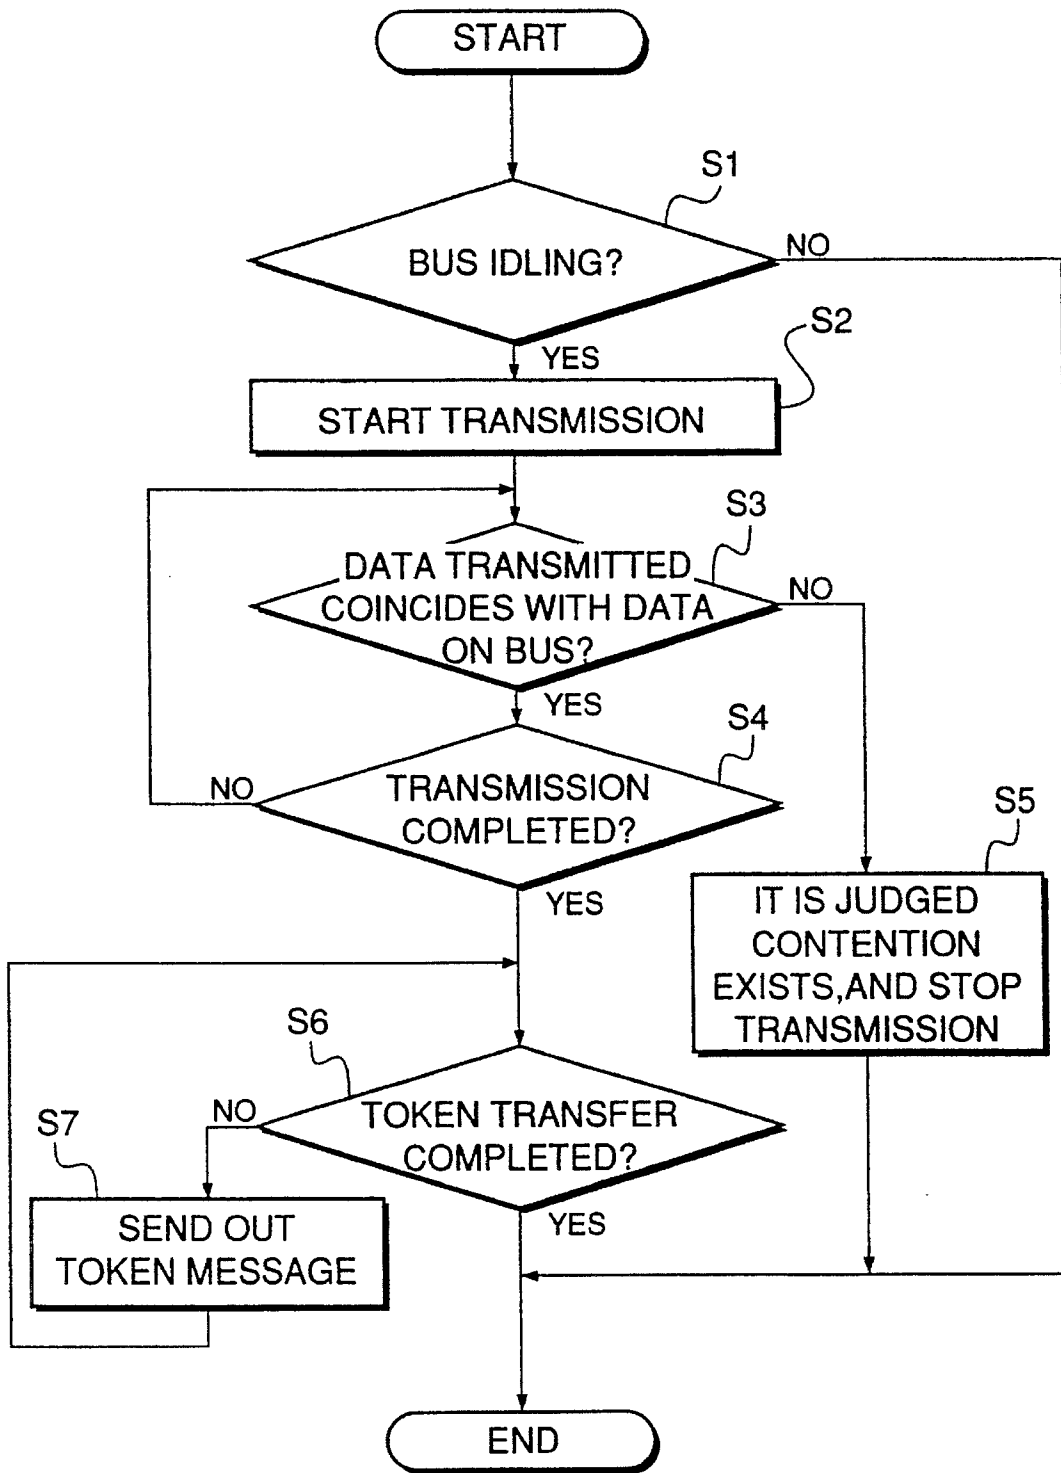 START
S1
BUS IDLING?
NO
YES
S2
START TRANSMISSION
S3
DATA TRANSMITTED
COINCIDES WITH DATA
ON BUS?
NO
YES
S4
TRANSMISSION
COMPLETED?
NO
YES
S5
IT IS JUDGED
CONTENTION
EXISTS,AND STOP
TRANSMISSION
S6
TOKEN TRANSFER
COMPLETED?
NO
YES
S7
SEND OUT
TOKEN MESSAGE
END